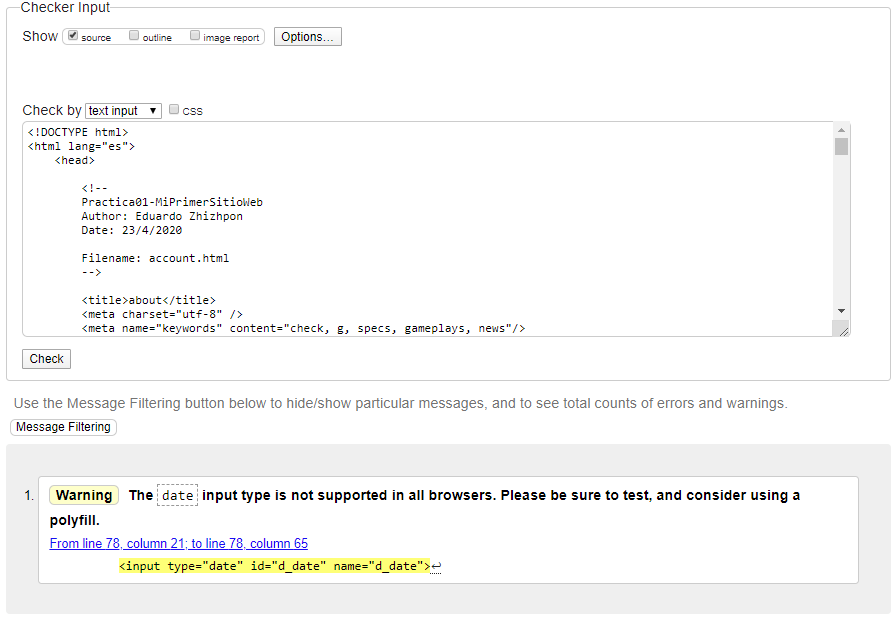 Checker Input
Show source outline image report Options...
Check by text input css
<!DOCTYPE html>
<html lang="es">
<head>
<!--
Practica01-MiPrimerSitioWeb
Author: Eduardo Zhizhpon
Date: 23/4/2020
Filename: account.html
-->
<title>about</title>
<meta charset="utf-8" />
<meta name="keywords" content="check, g, specs, gameplays, news"/>
Check
Use the Message Filtering button below to hide/show particular messages, and to see total counts of errors and warnings.
Message Filtering
1. Warning The date input type is not supported in all browsers. Please be sure to test, and consider using a
polyfill.
From line 78, column 21; to line 78, column 65
<input type="date" id="d_date" name="d_date">↩